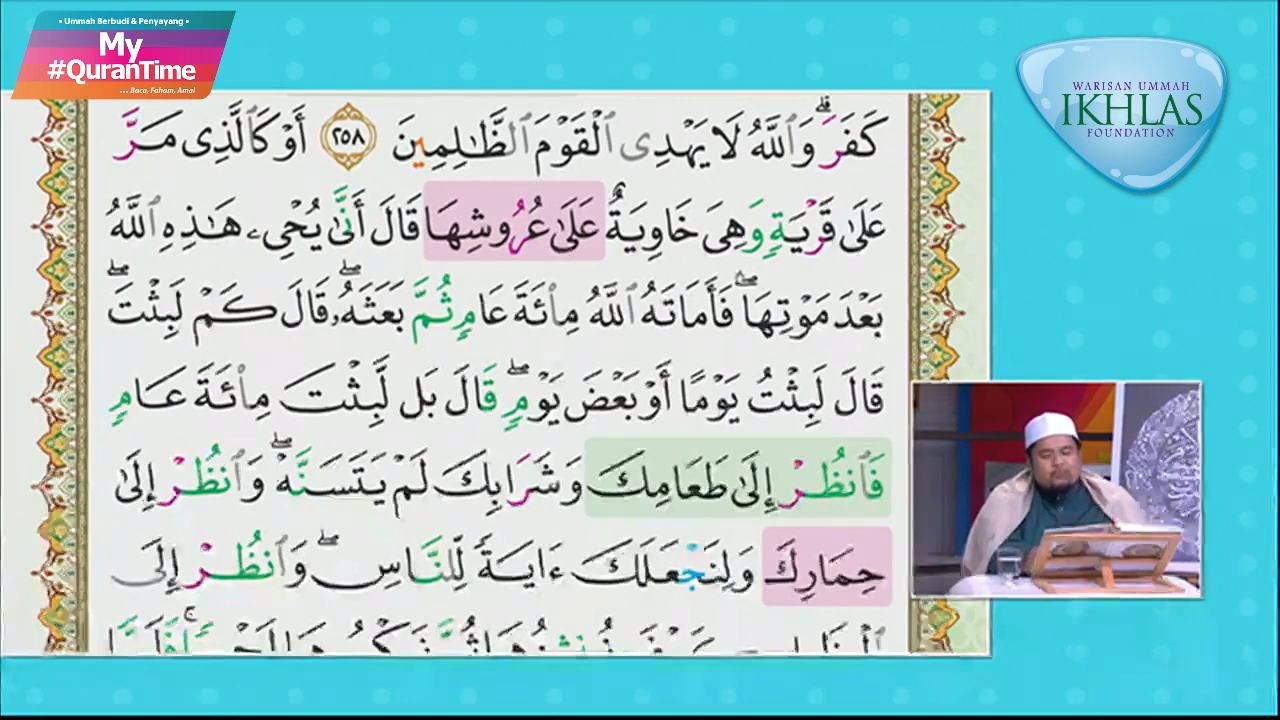 • Ummah Berbudi & Penyayang •
My
#QuranTime
... Baca, Faham, Amal
WARISAN UMMAH
IKHLAS
FOUNDATION
كَفَرَ ۗ وَٱللَّهُ لَا يَهْدِى ٱلْقَوْمَ ٱلظَّٰلِمِينَ ٢٥٨ أَوْ كَٱلَّذِى مَرَّ
عَلَىٰ قَرْيَةٍ وَهِىَ خَاوِيَةٌ عَلَىٰ عُرُوشِهَا قَالَ أَنَّىٰ يُحْىِۦ هَٰذِهِ ٱللَّهُ
بَعْدَ مَوْتِهَا ۖ فَأَمَاتَهُ ٱللَّهُ مِا۟ئَةَ عَامٍ ثُمَّ بَعَثَهُۥ ۖ قَالَ كَمْ لَبِثْتَ ۖ
قَالَ لَبِثْتُ يَوْمًا أَوْ بَعْضَ يَوْمٍ ۖ قَالَ بَل لَّبِثْتَ مِا۟ئَةَ عَامٍ
فَٱنظُرْ إِلَىٰ طَعَامِكَ وَشَرَابِكَ لَمْ يَتَسَنَّهْ ۖ وَٱنظُرْ إِلَىٰ
حِمَارِكَ وَلِنَجْعَلَكَ ءَايَةً لِّلنَّاسِ ۖ وَٱنظُرْ إِلَى